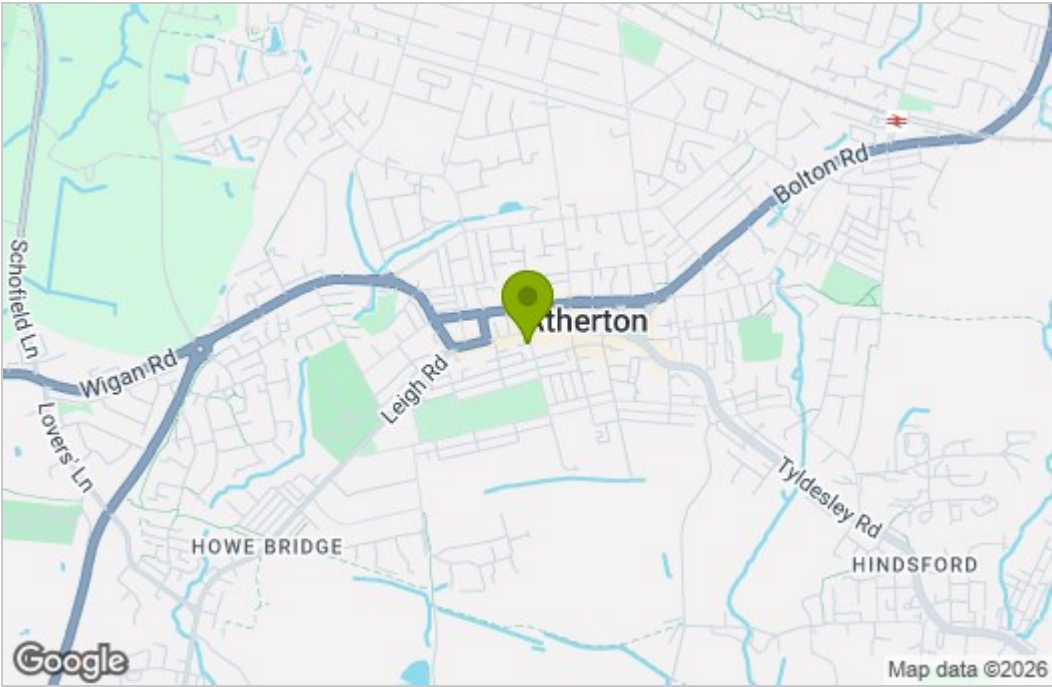 Bolton Rd
Schofield Ln
Atherton
Wigan Rd
Leigh Rd
Lovers' Ln
Tyldesley Rd
HOWE BRIDGE
HINDSFORD
Google
Map data ©2026